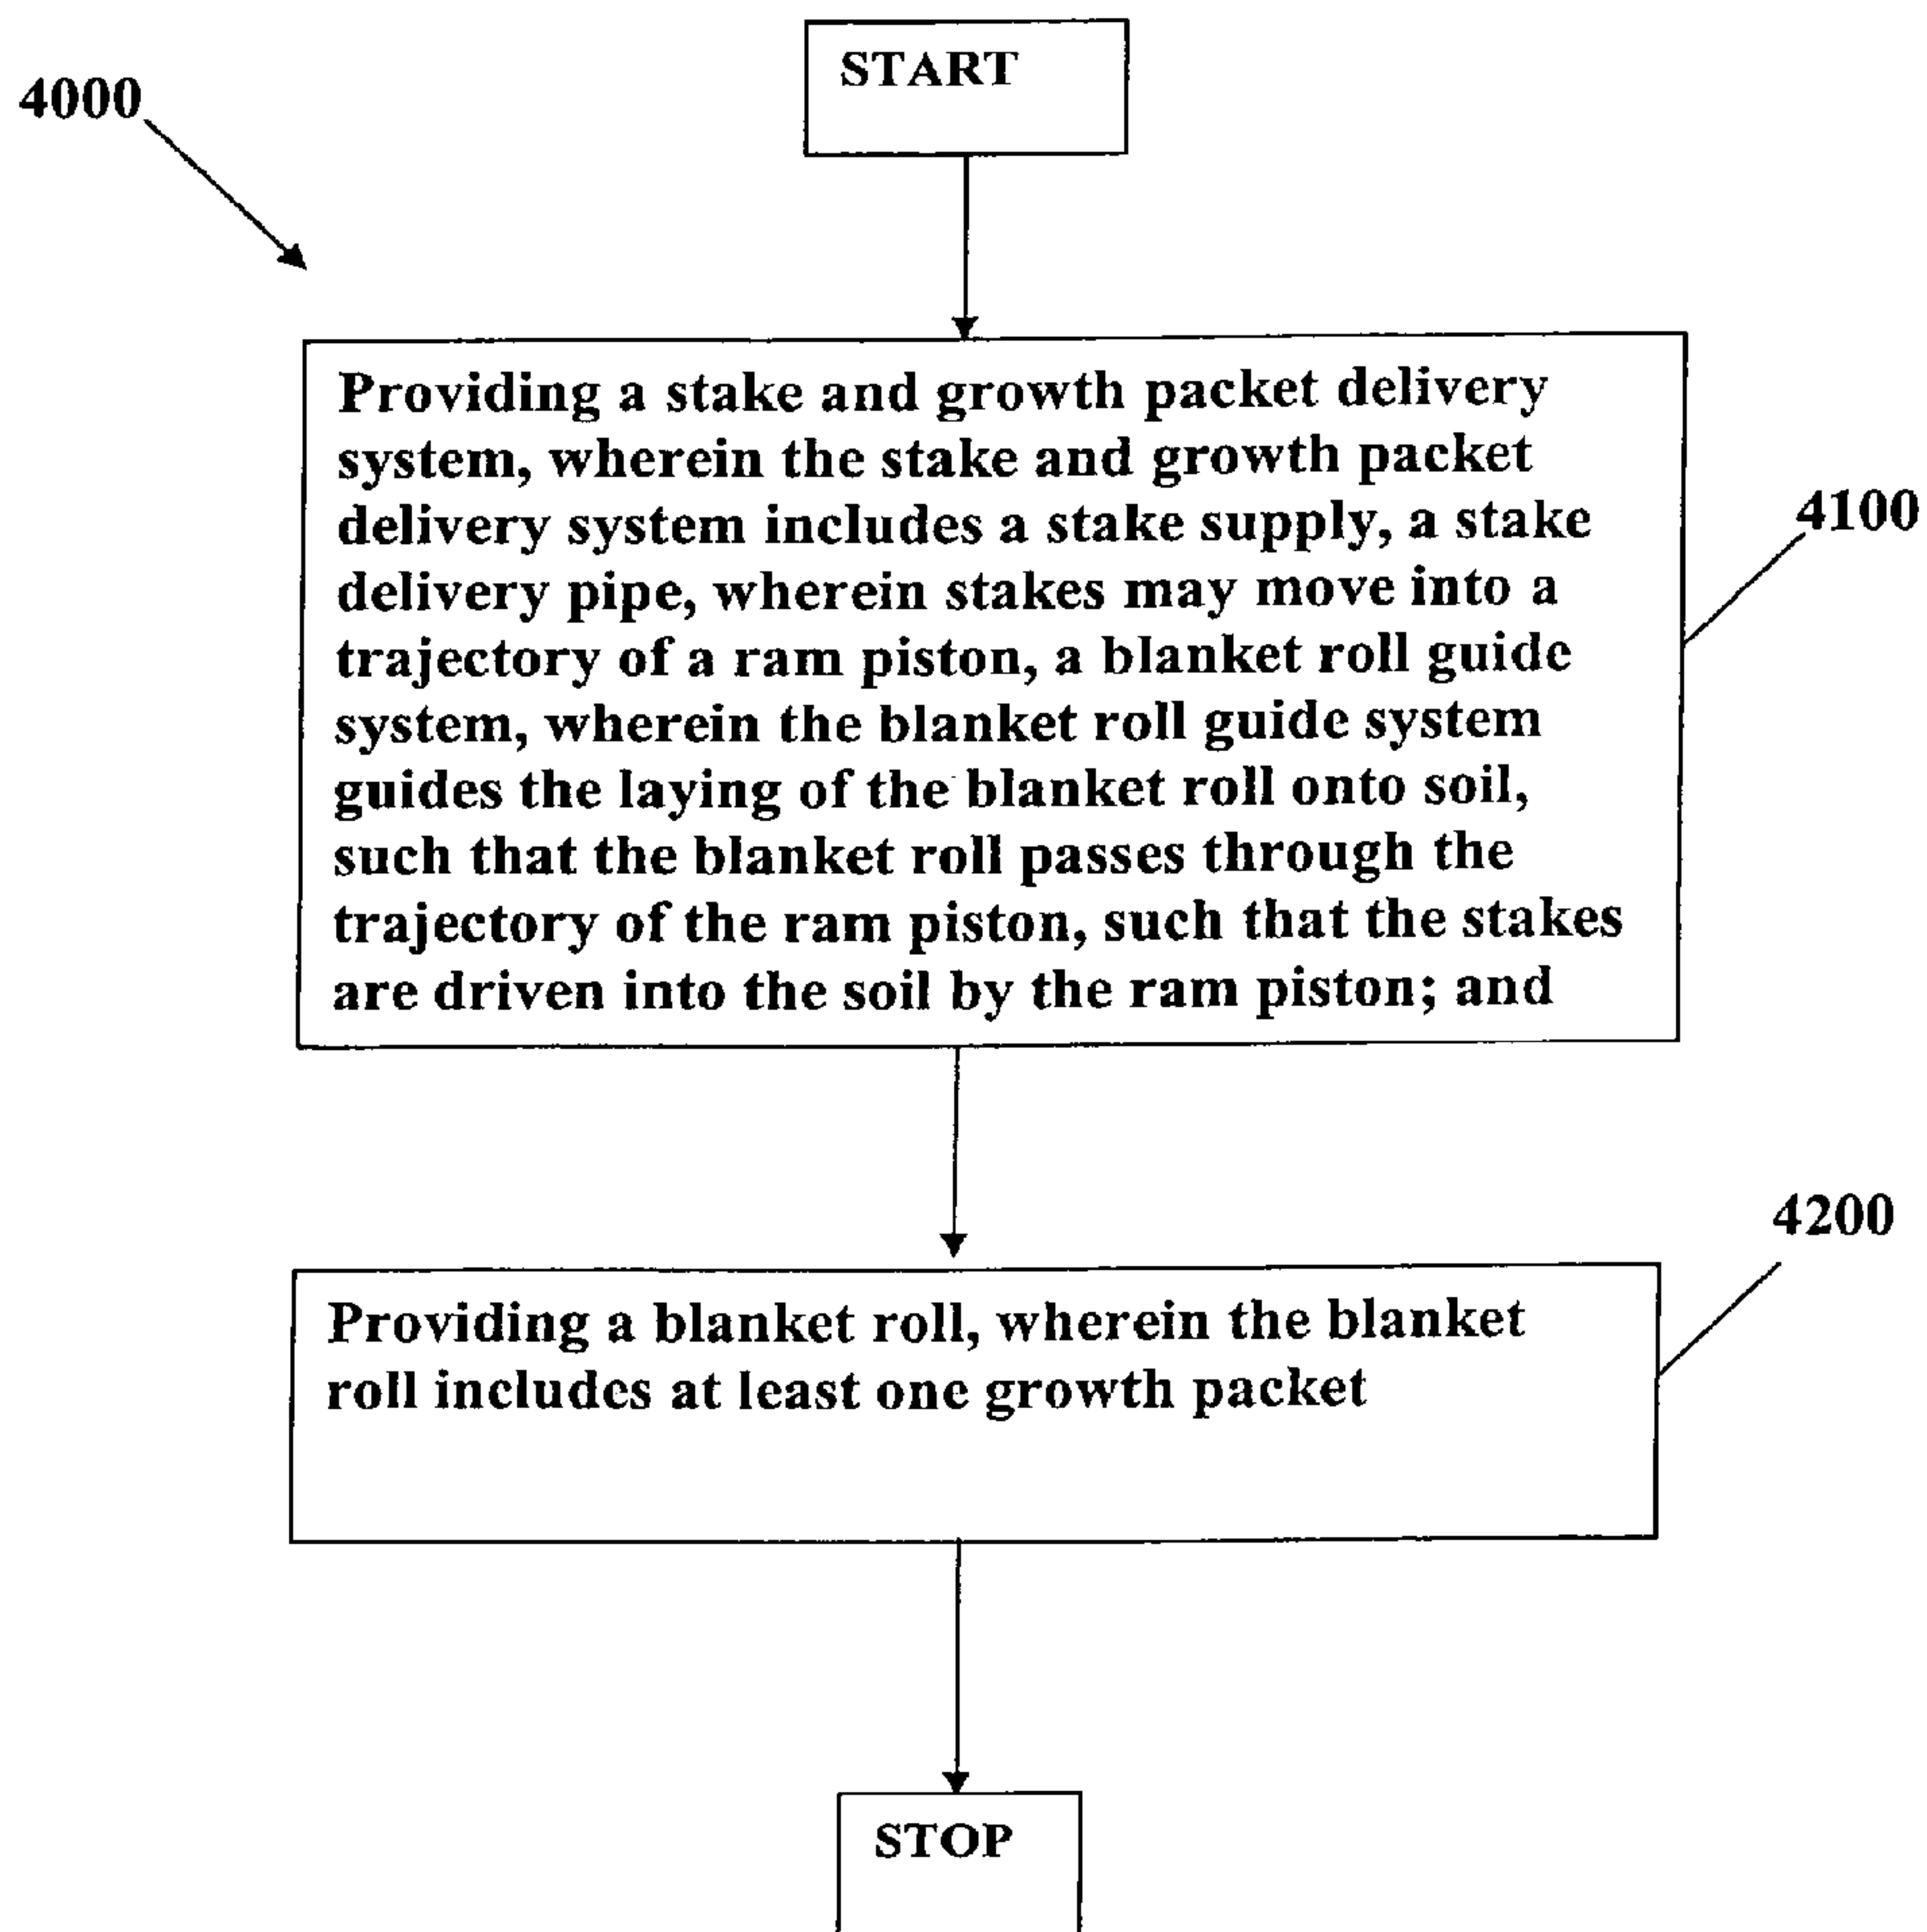 START
4000
Providing a stake and growth packet delivery
system, wherein the stake and growth packet
delivery system includes a stake supply, a stake
delivery pipe, wherein stakes may move into a
trajectory of a ram piston, a blanket roll guide
system, wherein the blanket roll guide system
guides the laying of the blanket roll onto soil,
such that the blanket roll passes through the
trajectory of the ram piston, such that the stakes
are driven into the soil by the ram piston; and
4100
4200
Providing a blanket roll, wherein the blanket
roll includes at least one growth packet
STOP